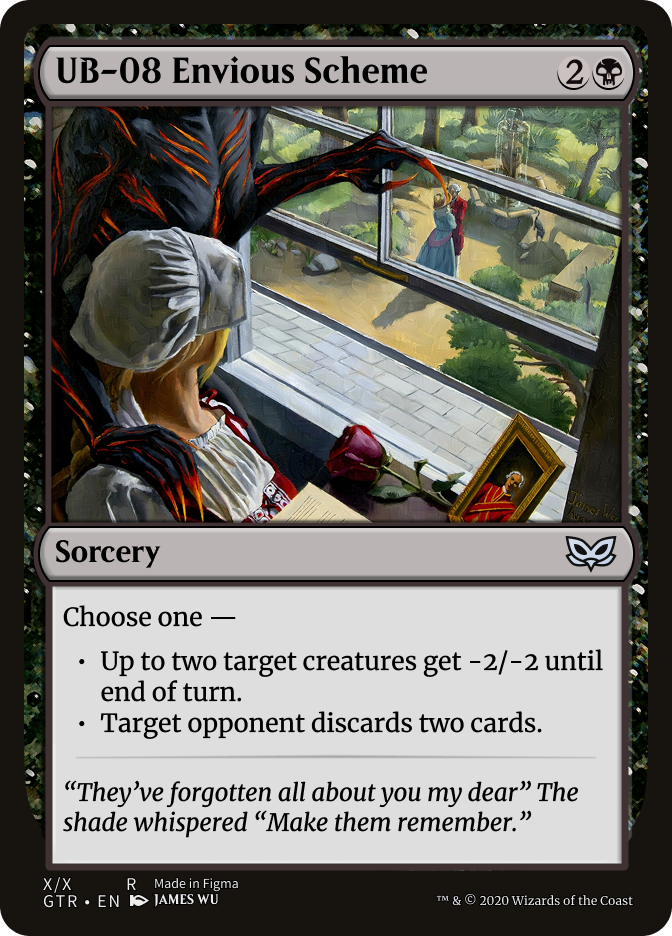 UB-08 Envious Scheme 2
Sorcery
Choose one —
• Up to two target creatures get -2/-2 until
end of turn.
• Target opponent discards two cards.
“They’ve forgotten all about you my dear” The
shade whispered “Make them remember.”
X/X R Made in Figma
GTR • EN JAMES WU ™ & © 2020 Wizards of the Coast